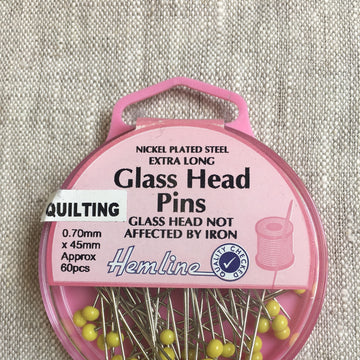 NICKEL PLATED STEEL
EXTRA LONG
Glass Head
Pins
QUILTING
GLASS HEAD NOT
AFFECTED BY IRON
0.70mm
x 45mm
Approx
60pcs
Hemline
QUALITY CHECKED